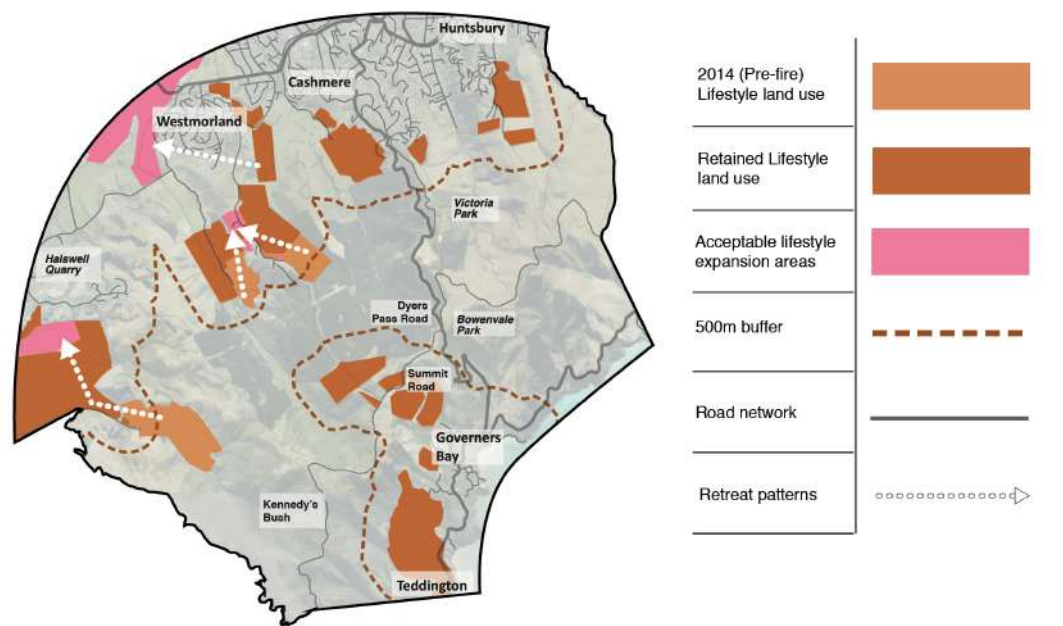 Huntsbury
Cashmere
Westmorland
Victoria
Park
Halswell
Quarry
Dyers
Pass Road
Bowenvale
Park
Summit
Road
Governers
Bay
Kennedy's
Bush
Teddington
2014 (Pre-fire)
Lifestyle land use
Retained Lifestyle
land use
Acceptable lifestyle
expansion areas
500m buffer
Road network
Retreat patterns